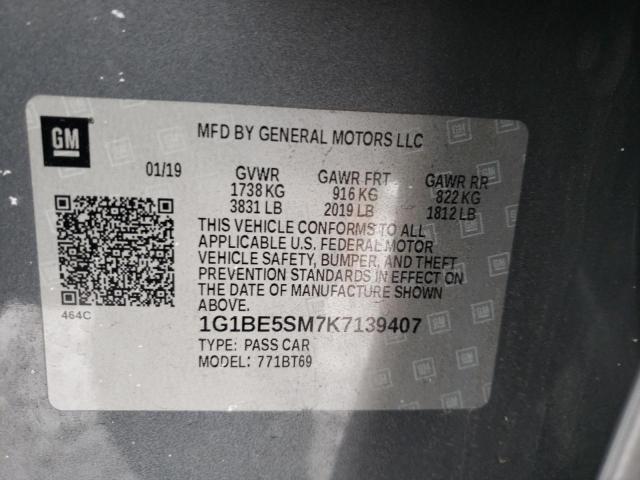 GM
MFD BY GENERAL MOTORS LLC
01/19 GVWR GAWR FRT GAWR RR
1738 KG 916 KG 822 KG
3831 LB 2019 LB 1812 LB
THIS VEHICLE CONFORMS TO ALL
APPLICABLE U.S. FEDERAL MOTOR
VEHICLE SAFETY, BUMPER, AND THEFT
PREVENTION STANDARDS IN EFFECT ON
THE DATE OF MANUFACTURE SHOWN
ABOVE.
464C
1G1BE5SM7K7139407
TYPE: PASS CAR
MODEL: 771BT69